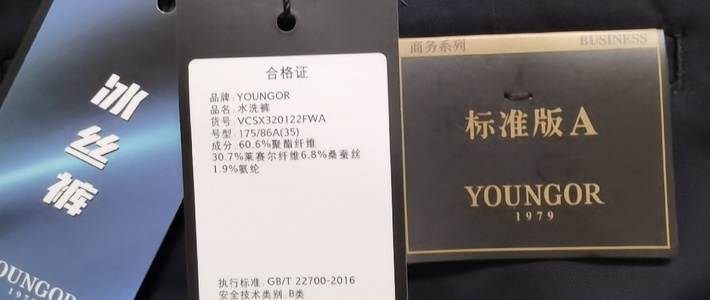 冰丝裤
YOUNGOR
合格证
品牌: YOUNGOR
品名: 水洗裤
货号: VCSX320122FWA
号型: 175/86A(35)
成分: 60.6%聚酯纤维
30.7%莱赛尔纤维6.8%桑蚕丝
1.9%氨纶
执行标准: GB/T 22700-2016
安全技术类别: B类
商务系列 BUSINESS
标准版A
YOUNGOR
1979